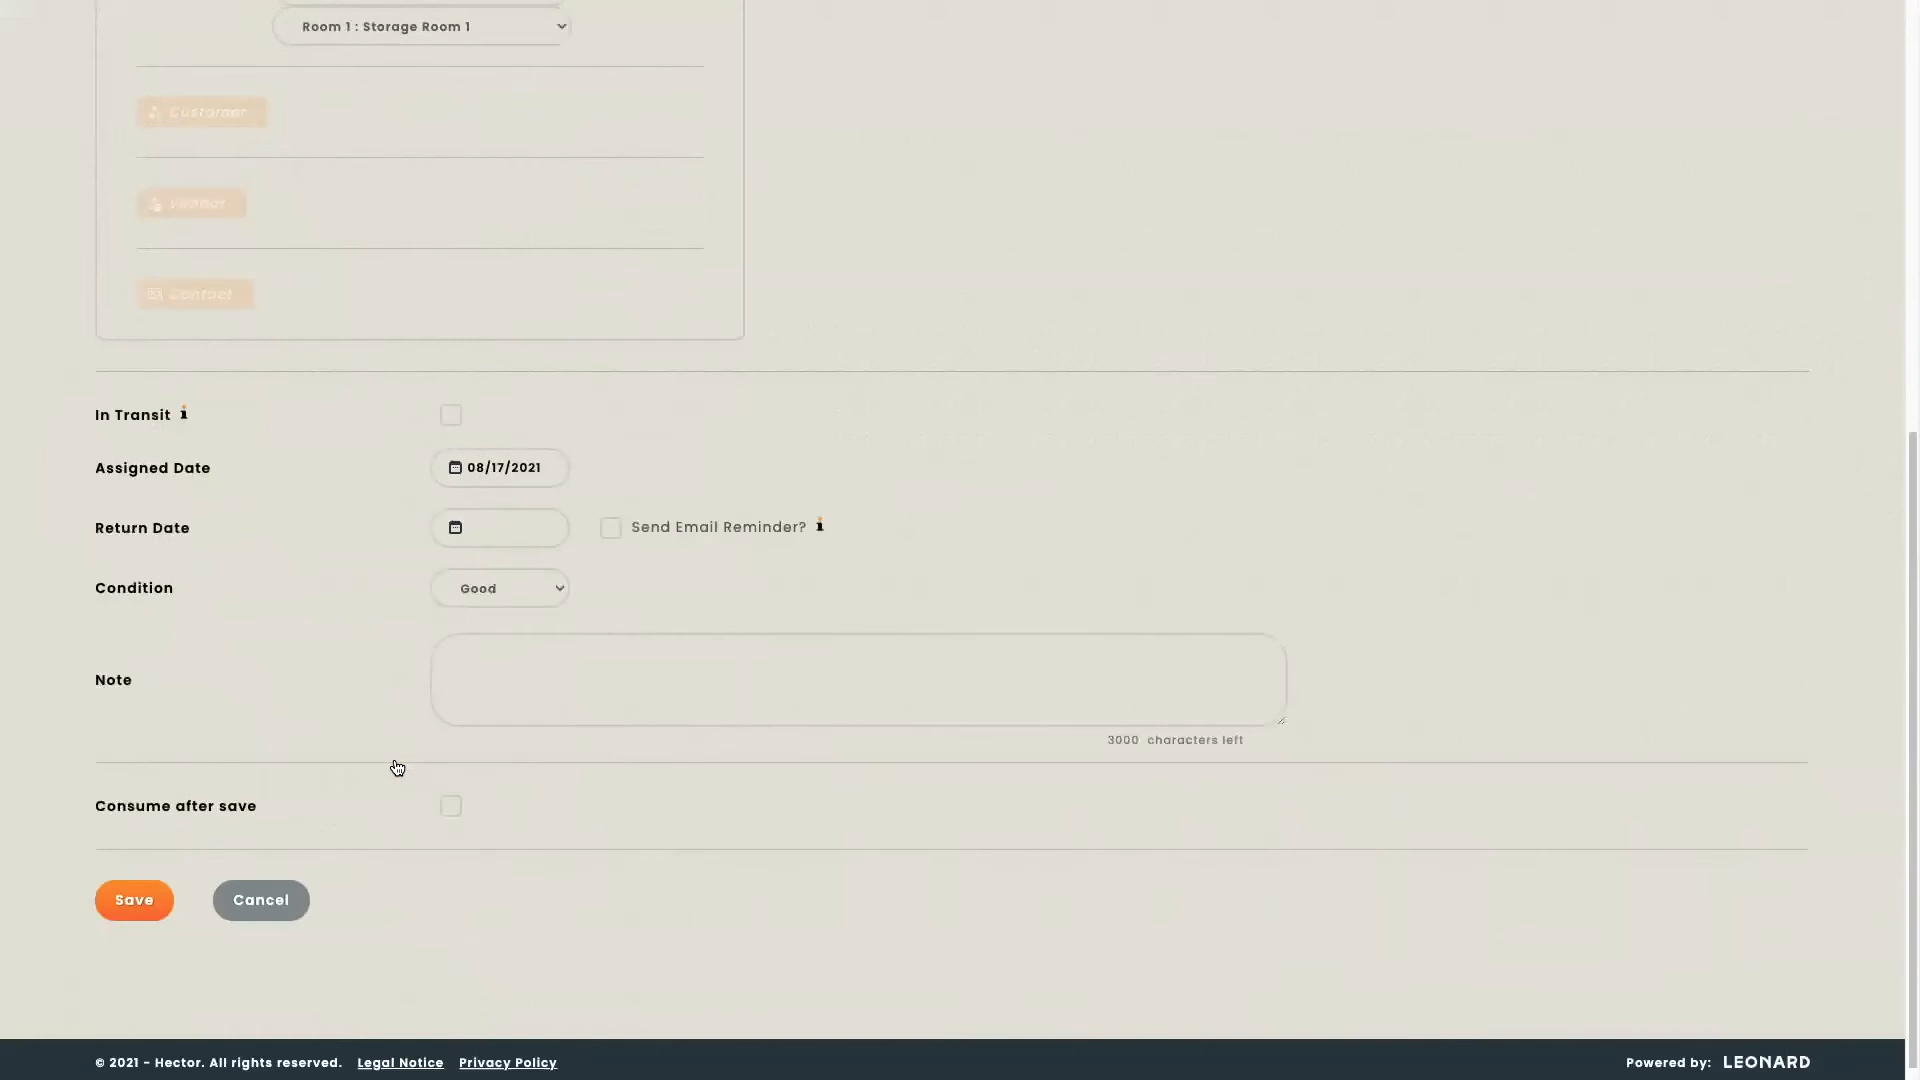 Room 1 : Storage Room 1
Customer
Vendor
Contact
In Transit
Assigned Date 08/17/2021
Return Date Send Email Reminder?
Condition Good
Note
3000 characters left
Consume after save
Save Cancel
© 2021 - Hector. All rights reserved. Legal Notice Privacy Policy Powered by: LEONARD